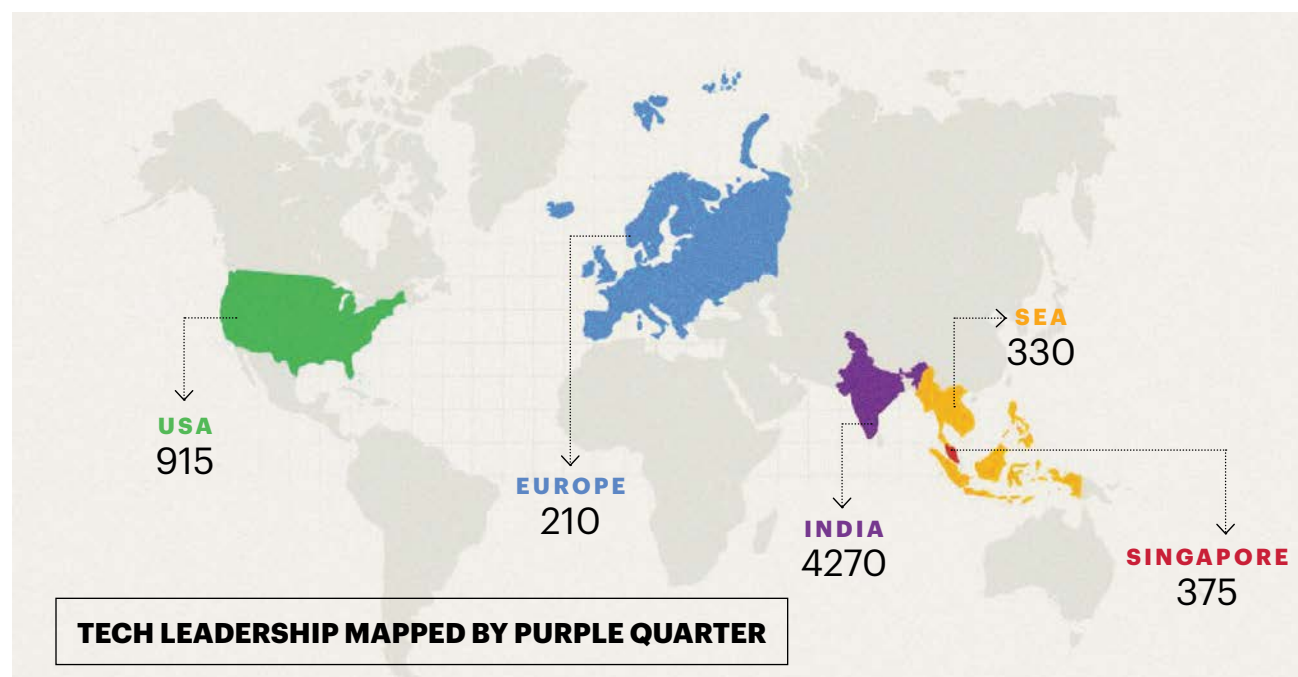 SEA
330
USA
915
EUROPE
210
INDIA
4270
SINGAPORE
375
TECH LEADERSHIP MAPPED BY PURPLE QUARTER